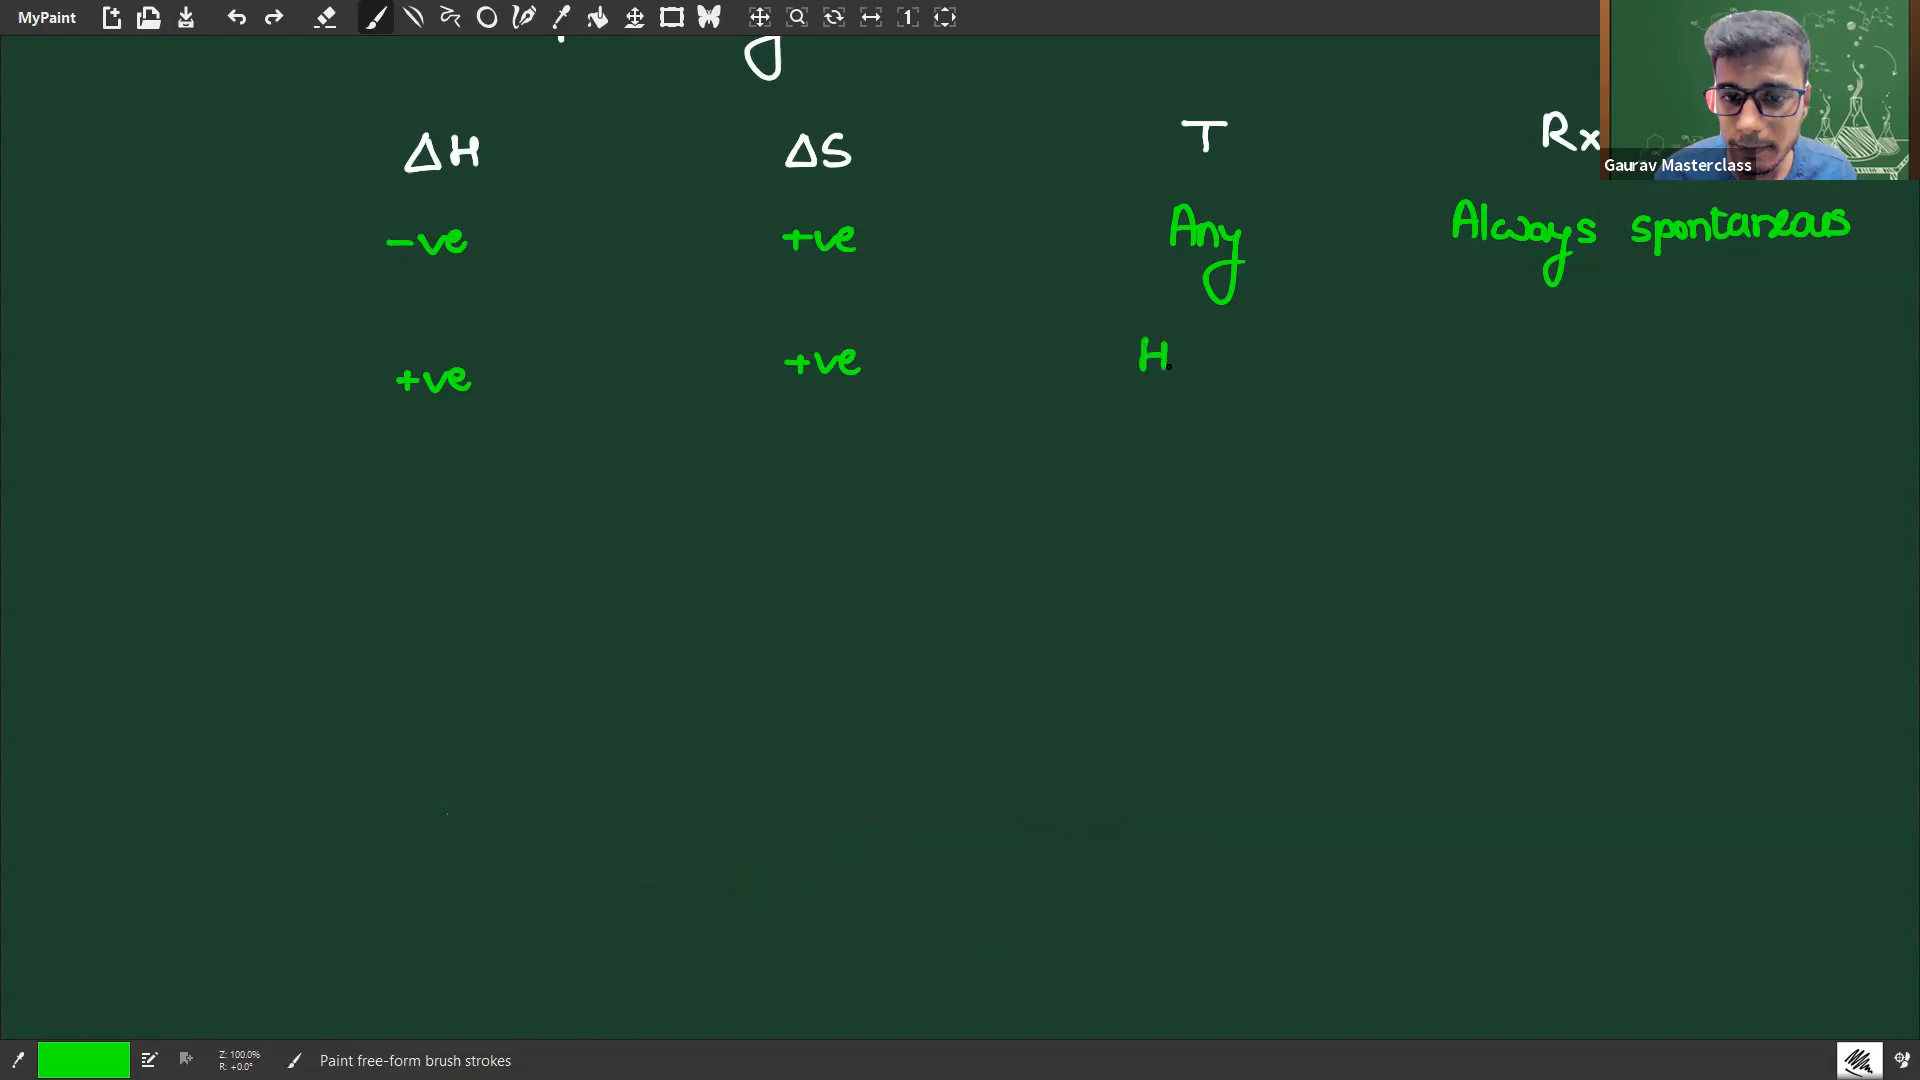 MyPaint
1
ΔH ΔS T Rx
Gaurav Masterclass
-ve +ve Any Always spontaneous
+ve +ve H
Z: 100.0%
R: +0.0°
Paint free-form brush strokes